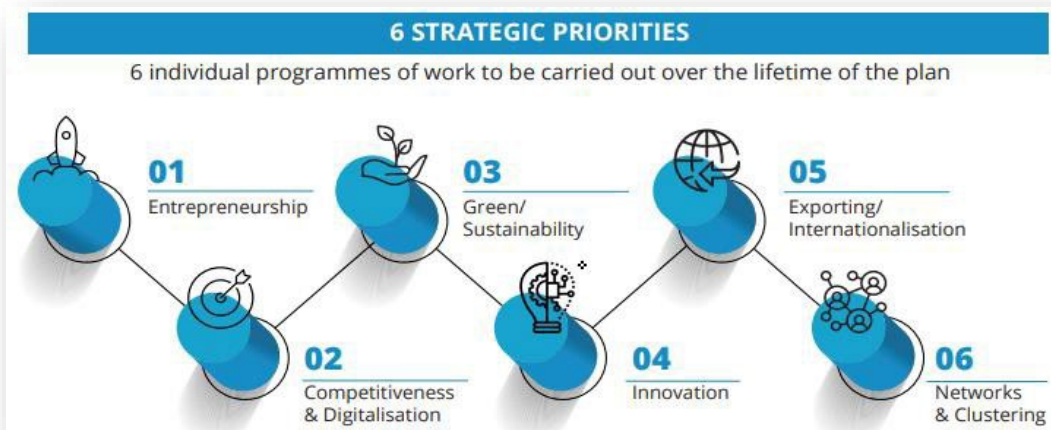 6 STRATEGIC PRIORITIES
6 individual programmes of work to be carried out over the lifetime of the plan
01
Entrepreneurship
02
Competitiveness
& Digitalisation
03
Green/
Sustainability
04
Innovation
05
Exporting/
Internationalisation
06
Networks
& Clustering